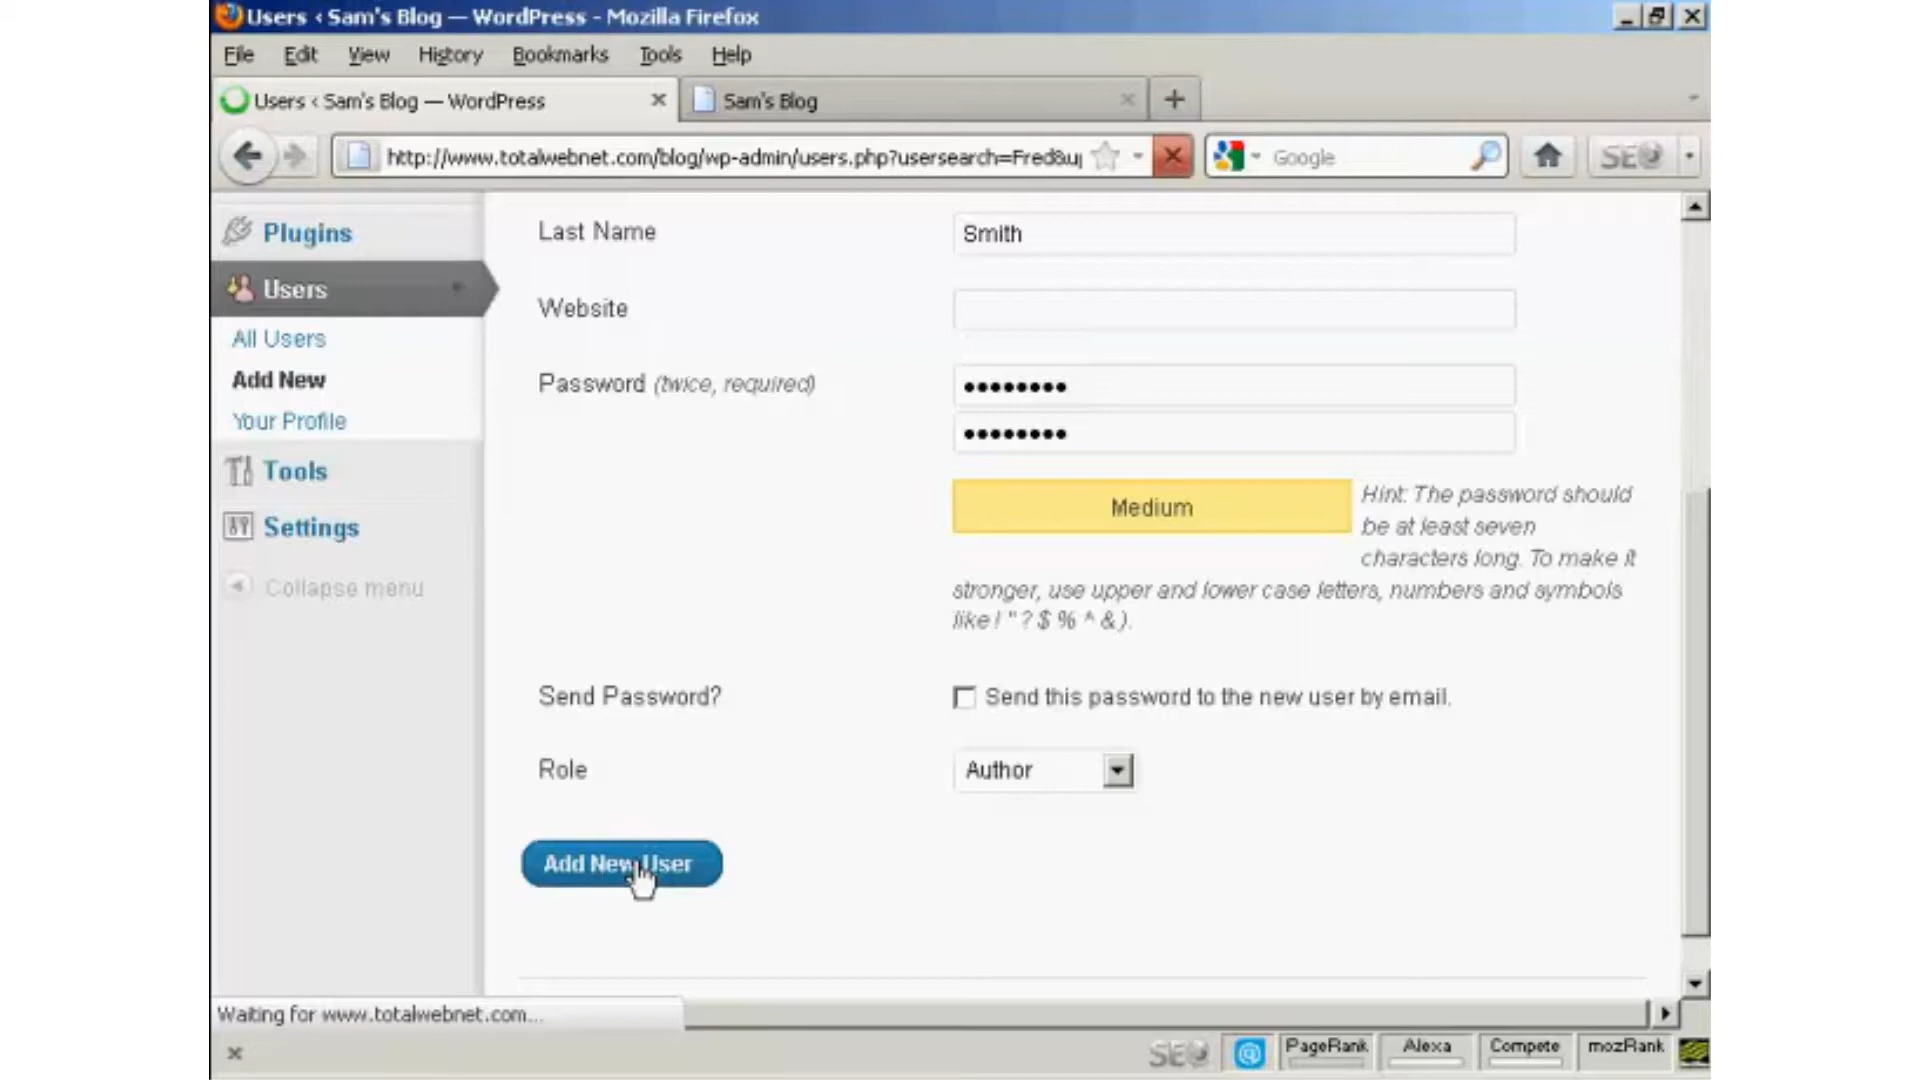 Users ‹ Sam's Blog — WordPress - Mozilla Firefox
File Edit View History Bookmarks Tools Help
Users ‹ Sam's Blog — WordPress
Sam's Blog
http://www.totalwebnet.com/blog/wp-admin/users.php?usersearch=Fred&u
Google
SEO
Plugins
Users
All Users
Add New
Your Profile
Tools
Settings
Collapse menu
Last Name
Smith
Website
Password (twice, required)
••••••••
••••••••
Medium
Hint: The password should
be at least seven
characters long. To make it
stronger, use upper and lower case letters, numbers and symbols
like ! " ? $ % ^ & ).
Send Password?
Send this password to the new user by email.
Role
Author
Add New User
Waiting for www.totalwebnet.com...
SEO
PageRank
Alexa
Compete
mozRank